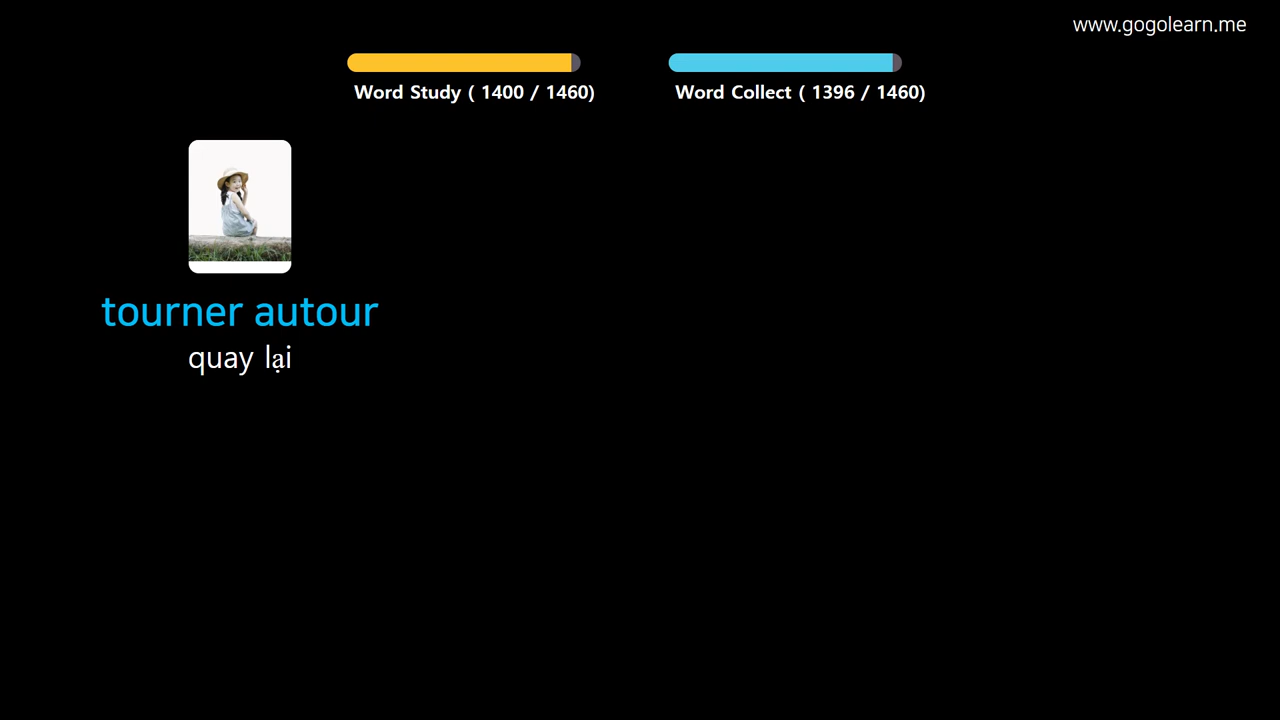 www.gogolearn.me
Word Study ( 1400 / 1460)
Word Collect ( 1396 / 1460)
tourner autour
quay lại